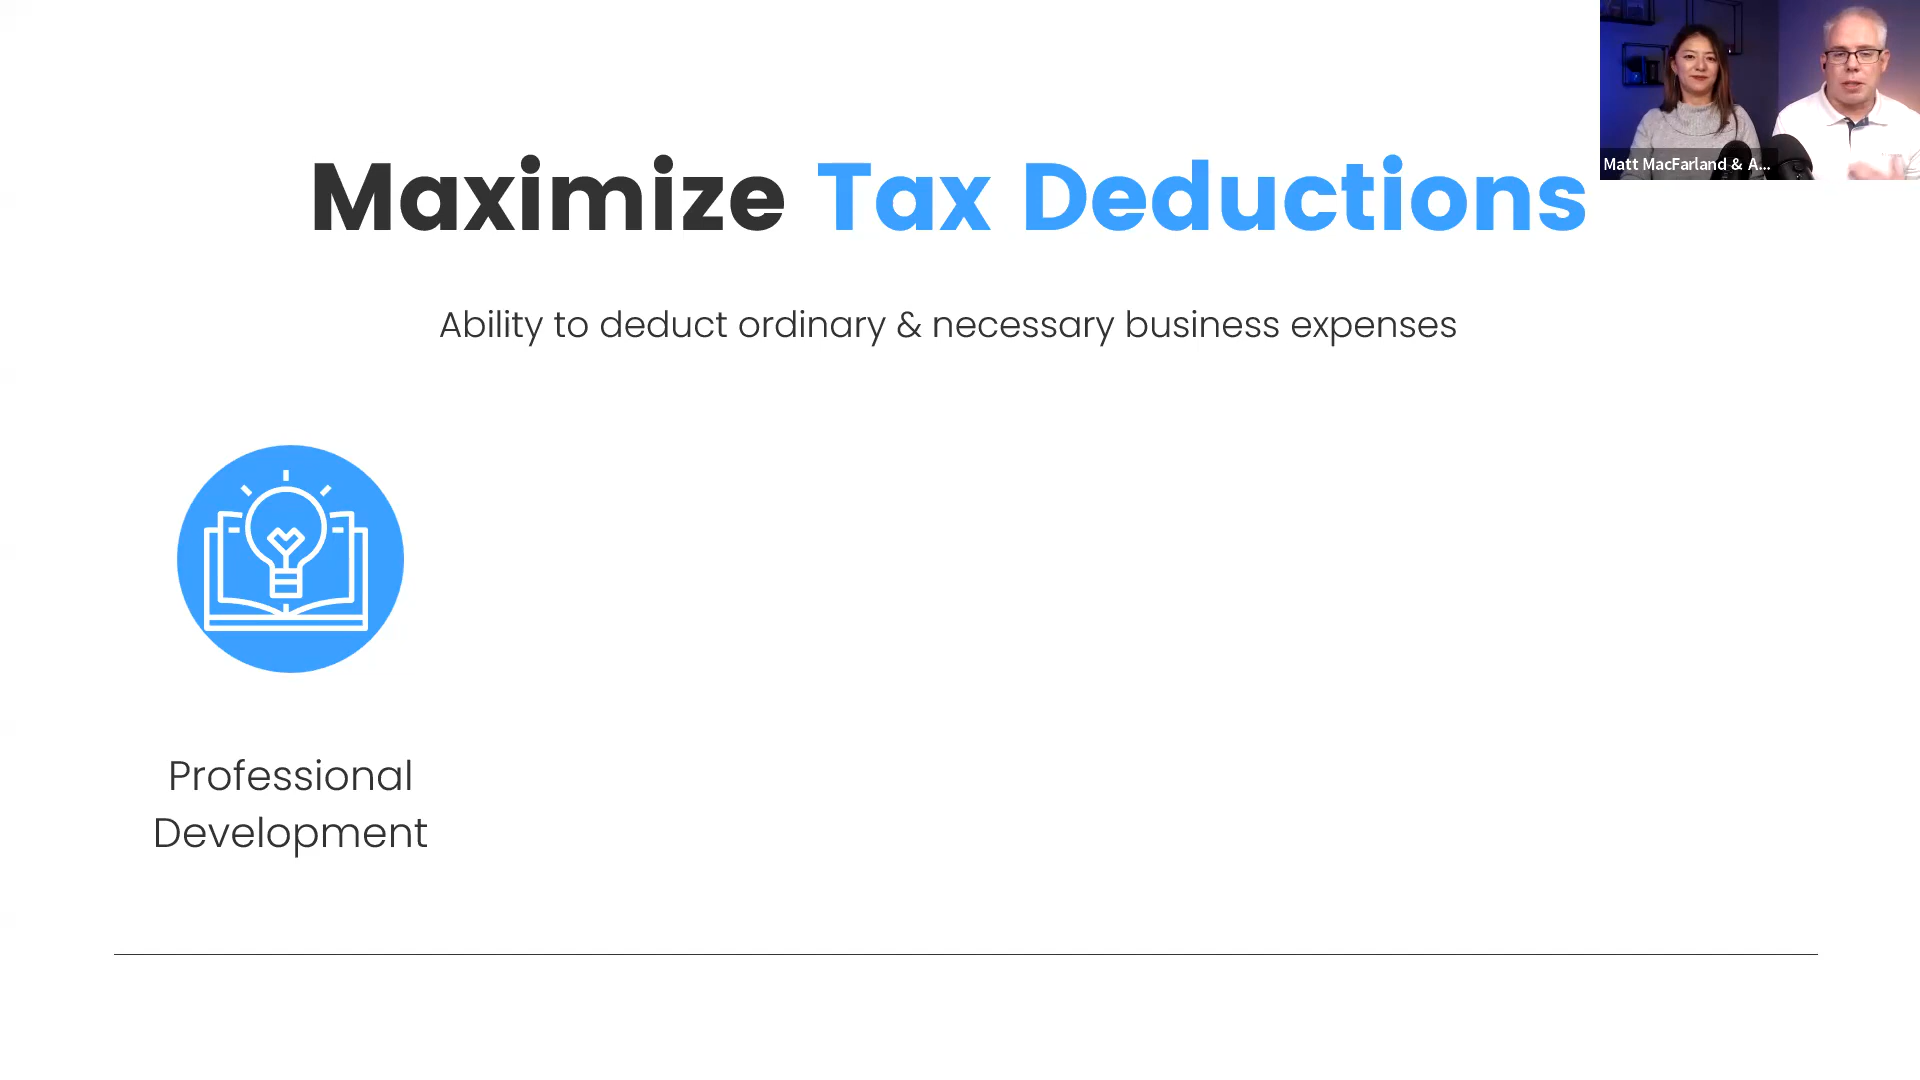 Maximize Tax Deductions
Matt MacFarland & A...
Ability to deduct ordinary & necessary business expenses
Professional
Development